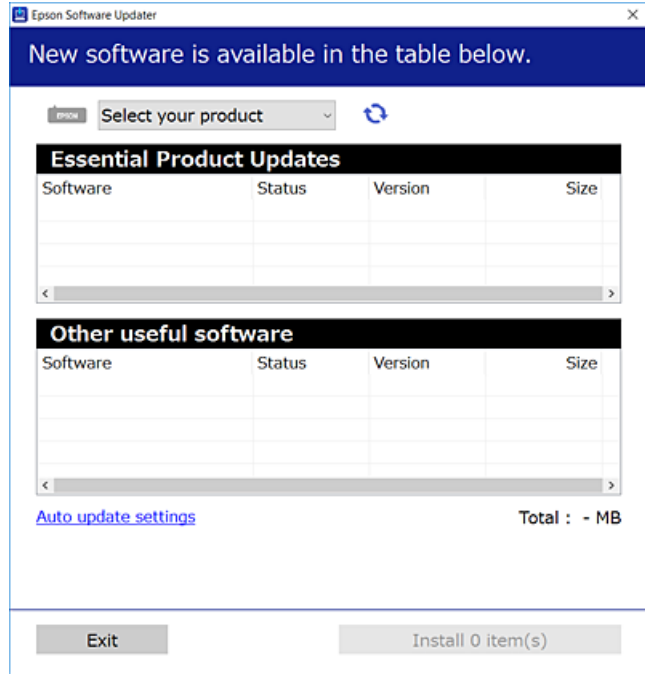 Epson Software Updater
New software is available in the table below.
EPSON Select your product
Essential Product Updates
Software Status Version Size
Other useful software
Software Status Version Size
Auto update settings Total : - MB
Exit Install 0 item(s)